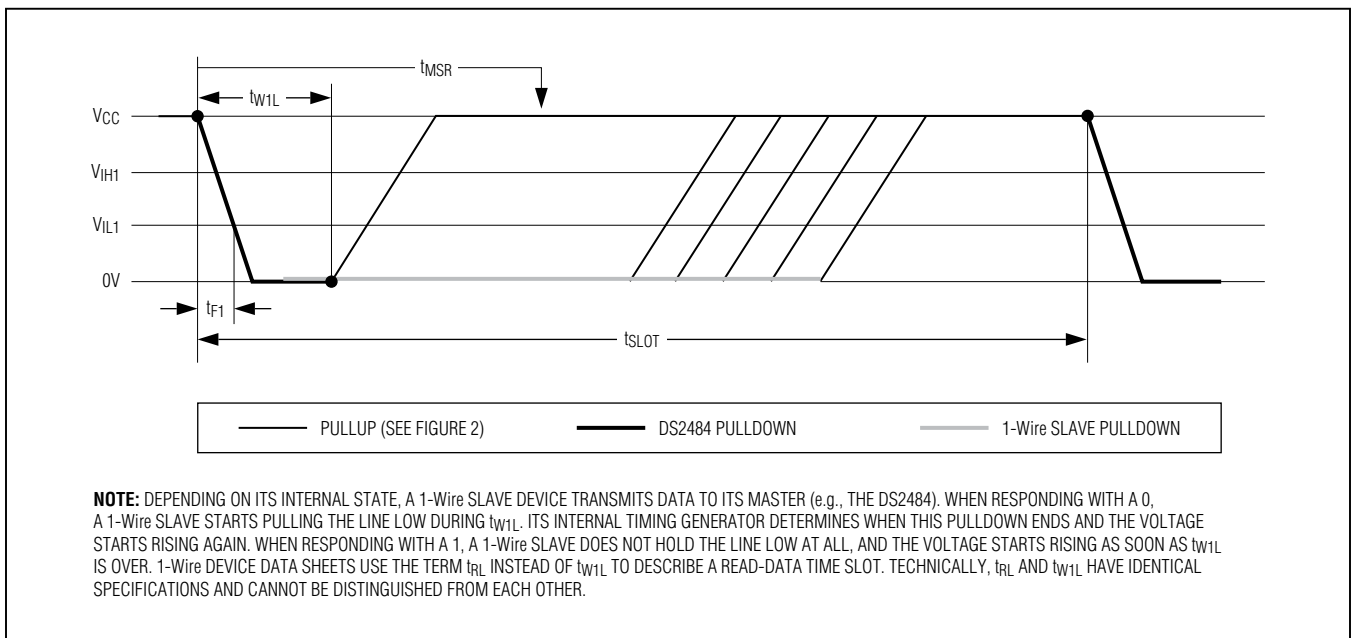 tMSR
tW1L
VCC
VIH1
VIL1
0V
tF1
tSLOT
PULLUP (SEE FIGURE 2) DS2484 PULLDOWN 1-Wire SLAVE PULLDOWN
NOTE: DEPENDING ON ITS INTERNAL STATE, A 1-Wire SLAVE DEVICE TRANSMITS DATA TO ITS MASTER (e.g., THE DS2484). WHEN RESPONDING WITH A 0,
A 1-Wire SLAVE STARTS PULLING THE LINE LOW DURING tW1L. ITS INTERNAL TIMING GENERATOR DETERMINES WHEN THIS PULLDOWN ENDS AND THE VOLTAGE
STARTS RISING AGAIN. WHEN RESPONDING WITH A 1, A 1-Wire SLAVE DOES NOT HOLD THE LINE LOW AT ALL, AND THE VOLTAGE STARTS RISING AS SOON AS tW1L
IS OVER. 1-Wire DEVICE DATA SHEETS USE THE TERM tRL INSTEAD OF tW1L TO DESCRIBE A READ-DATA TIME SLOT. TECHNICALLY, tRL AND tW1L HAVE IDENTICAL
SPECIFICATIONS AND CANNOT BE DISTINGUISHED FROM EACH OTHER.